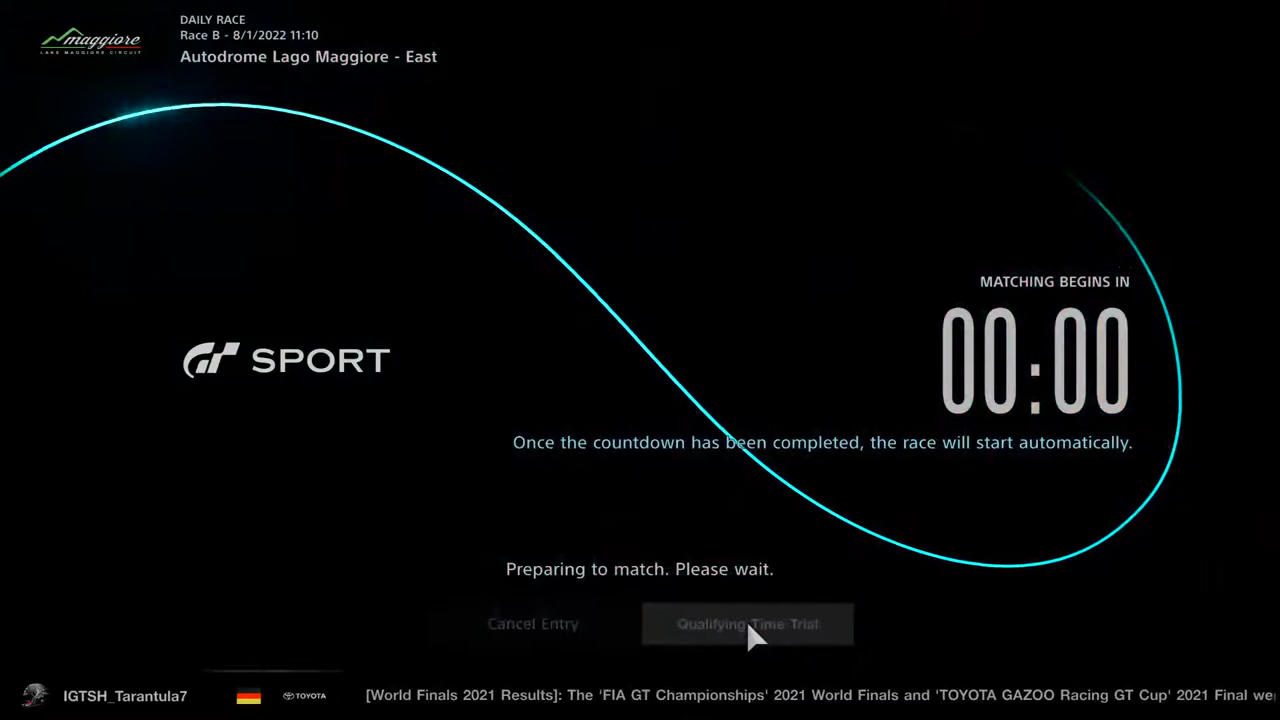 maggiore
LAKE MAGGIORE CIRCUIT
DAILY RACE
Race B - 8/1/2022 11:10
Autodrome Lago Maggiore - East
MATCHING BEGINS IN
00:00
GT SPORT
Once the countdown has been completed, the race will start automatically.
Preparing to match. Please wait.
Cancel Entry
Qualifying Time Trial
IGTSH_Tarantula7
TOYOTA
[World Finals 2021 Results]: The 'FIA GT Championships' 2021 World Finals and 'TOYOTA GAZOO Racing GT Cup' 2021 Final we